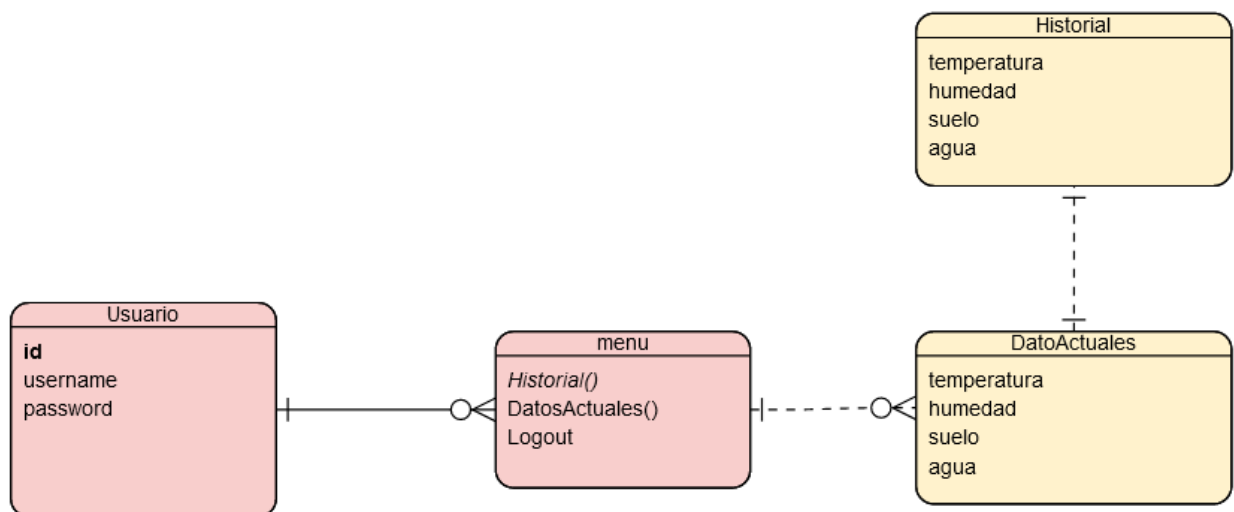 Historial
temperatura
humedad
suelo
agua
Usuario
id
username
password
menu
Historial()
DatosActuales()
Logout
DatoActuales
temperatura
humedad
suelo
agua